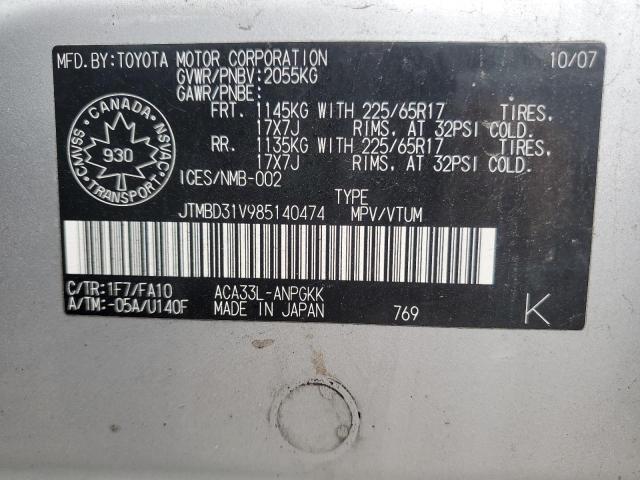 MFD.BY:TOYOTA MOTOR CORPORATION 10/07
GVWR/PNBV:2055KG
GAWR/PNBE:
FRT. 1145KG WITH 225/65R17 TIRES,
17X7J RIMS, AT 32PSI COLD.
RR. 1135KG WITH 225/65R17 TIRES,
17X7J RIMS, AT 32PSI COLD.
CANADA
CMVSS 930 NSVAC
TRANSPORT
ICES/NMB-002
TYPE
JTMBD31V985140474 MPV/VTUM
C/TR:1F7/FA10 ACA33L-ANPGKK
A/TM:-05A/U140F MADE IN JAPAN 769 K